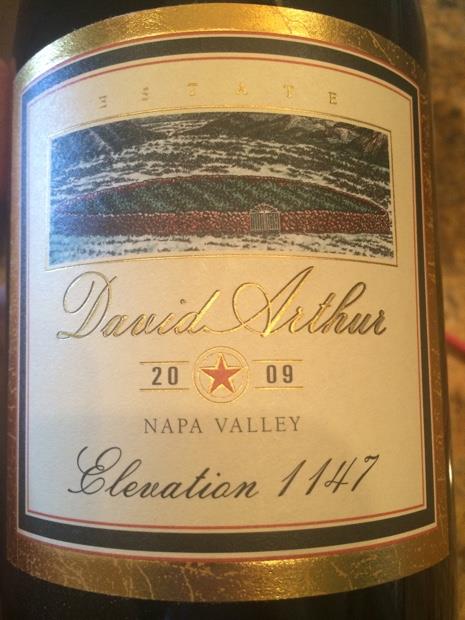 ESTATE
David Arthur
20 09
NAPA VALLEY
Elevation 1147